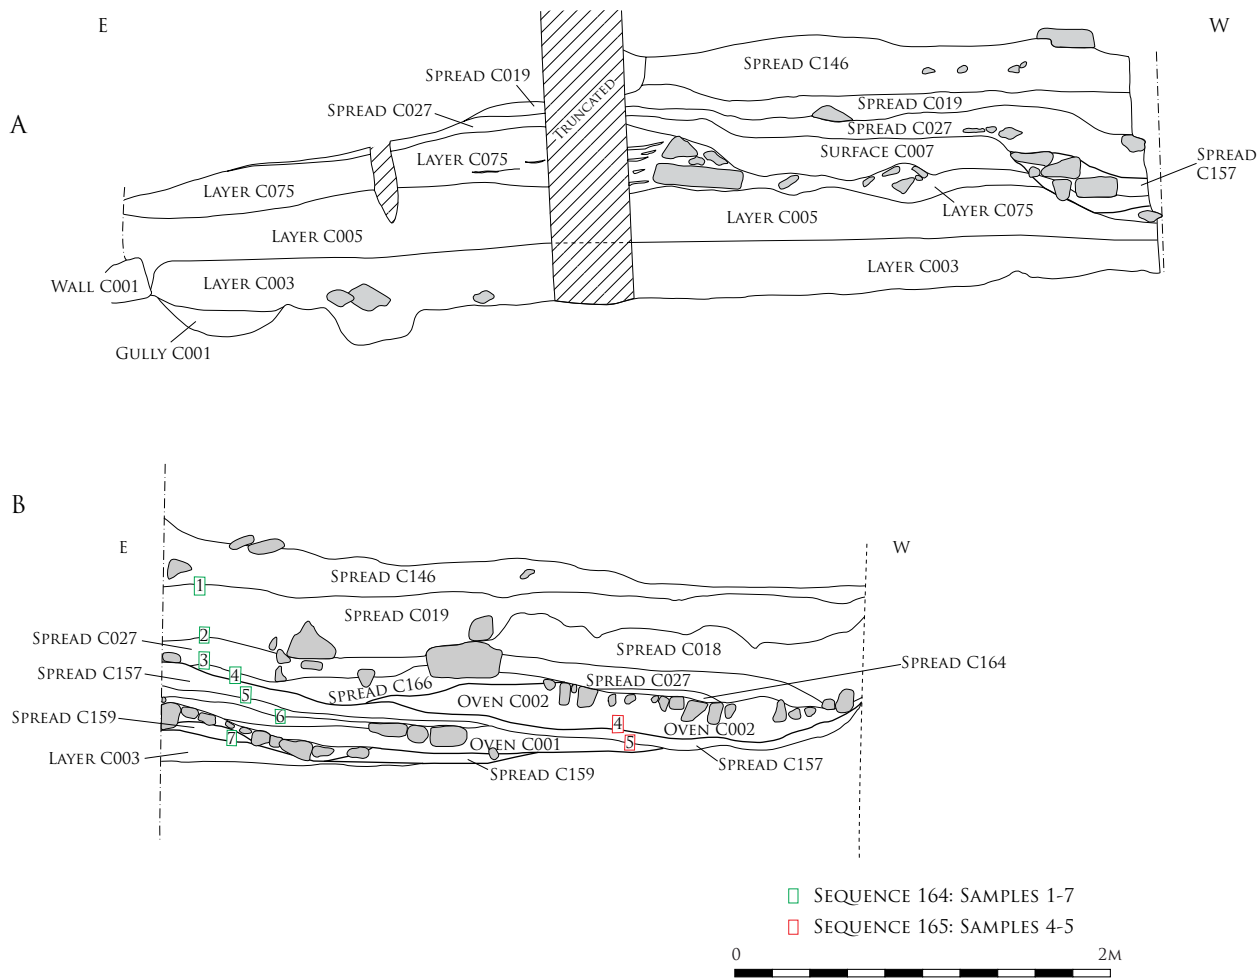 E
W
A
SPREAD C019
SPREAD C146
SPREAD C027
TRUNCATED
SPREAD C019
SPREAD C027
LAYER C075
SURFACE C007
SPREAD
C157
LAYER C075
LAYER C075
LAYER C005
LAYER C005
WALL C001
LAYER C003
LAYER C003
GULLY C001
B
E
W
SPREAD C146
1
SPREAD C019
SPREAD C027
2
SPREAD C018
3
SPREAD C164
SPREAD C157
4
SPREAD C166
SPREAD C027
5
OVEN C002
SPREAD C159
6
4
OVEN C002
7
OVEN C001
5
LAYER C003
SPREAD C159
SPREAD C157
SEQUENCE 164: SAMPLES 1-7
SEQUENCE 165: SAMPLES 4-5
0
2M